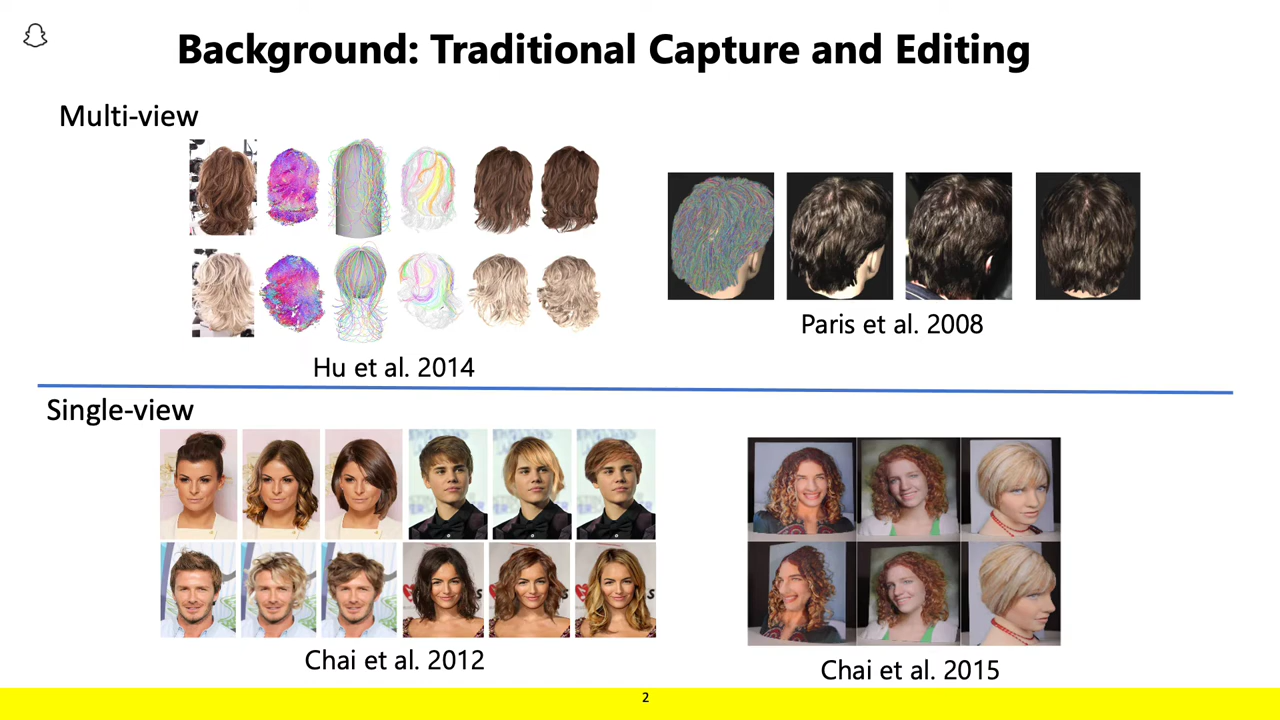 Background: Traditional Capture and Editing
Multi-view
Hu et al. 2014
Paris et al. 2008
Single-view
Chai et al. 2012
Chai et al. 2015
2